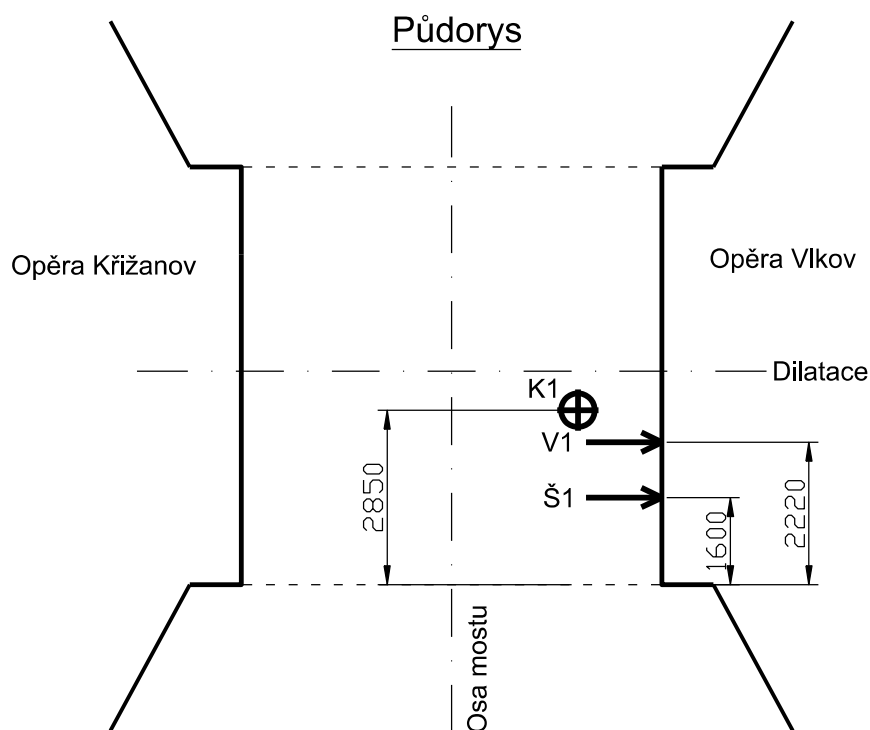 Půdorys
Opěra Křižanov
Opěra Vlkov
Dilatace
K1
V1
Š1
2850
1600
2220
Osa mostu